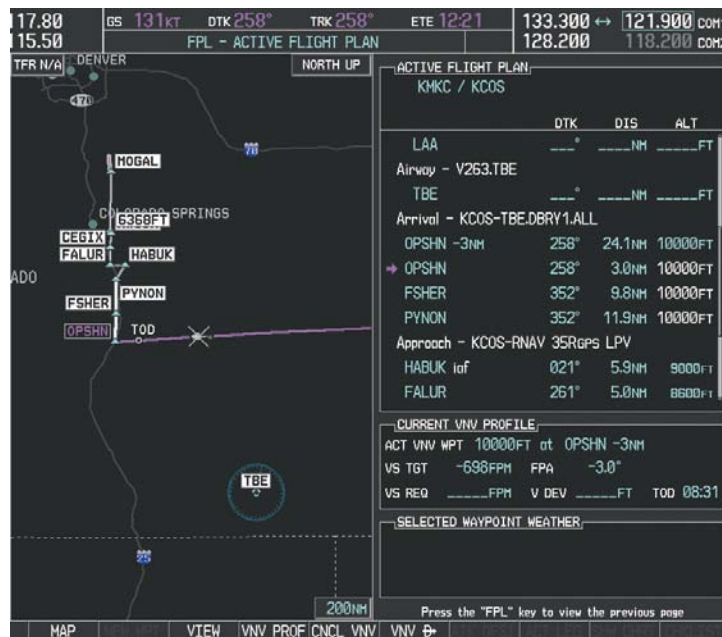 17.80 GS 131KT DTK 258° TRK 258° ETE 12:21 133.300 ↔ 121.900 COM
15.50 FPL – ACTIVE FLIGHT PLAN 128.200 118.200 COM
TFR N/A DENVER NORTH UP
470
70
MOGAL
COLORADO SPRINGS
6368FT
CEGIX
FALUR HABUK
ADO
PYNON
FSHER
OPSHN TOD
TBE
25
200NM
ACTIVE FLIGHT PLAN
KMKC / KCOS
DTK DIS ALT
LAA ___° ____NM _____FT
Airway – V263.TBE
TBE ___° ____NM _____FT
Arrival – KCOS-TBE.DBRY1.ALL
OPSHN -3NM 258° 24.1NM 10000FT
OPSHN 258° 3.0NM 10000FT
FSHER 352° 9.8NM 10000FT
PYNON 352° 11.9NM 10000FT
Approach – KCOS-RNAV 35RGPS LPV
HABUK iaf 021° 5.9NM 9000FT
FALUR 261° 5.0NM 8600FT
CURRENT VNV PROFILE
ACT VNV WPT 10000FT at OPSHN -3NM
VS TGT -698FPM FPA -3.0°
VS REQ _____FPM V DEV _____FT TOD 08:31
SELECTED WAYPOINT WEATHER
Press the "FPL" key to view the previous page
MAP VIEW VNV PROF CNCL VNV VNV D